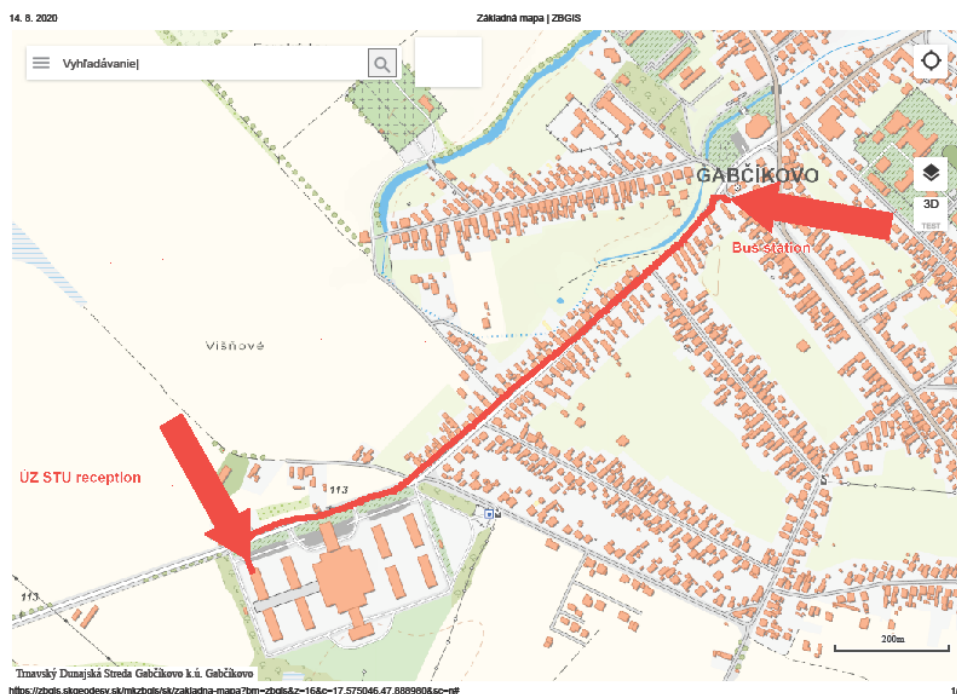 14. 8. 2020
Základná mapa | ZBGIS
Vyhľadávanie|
GABČÍKOVO
3D
TEST
Bus station
Višňové
ÚZ STU reception
113
113
200m
Trnavský Dunajská Streda Gabčíkovo k.ú. Gabčíkovo
https://zbgis.skgeodesy.sk/mkzbgis/sk/zakladna-mapa?bm=zbgis&z=16&c=17.575046,47.888980&sc=n#